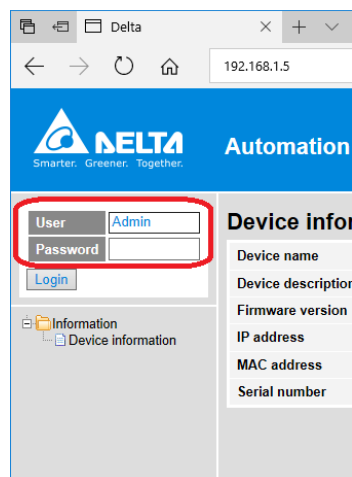 Delta
192.168.1.5
DELTA
Smarter. Greener. Together.
Automation
User Admin
Password
Login
Information
Device information
Device infor
Device name
Device description
Firmware version
IP address
MAC address
Serial number